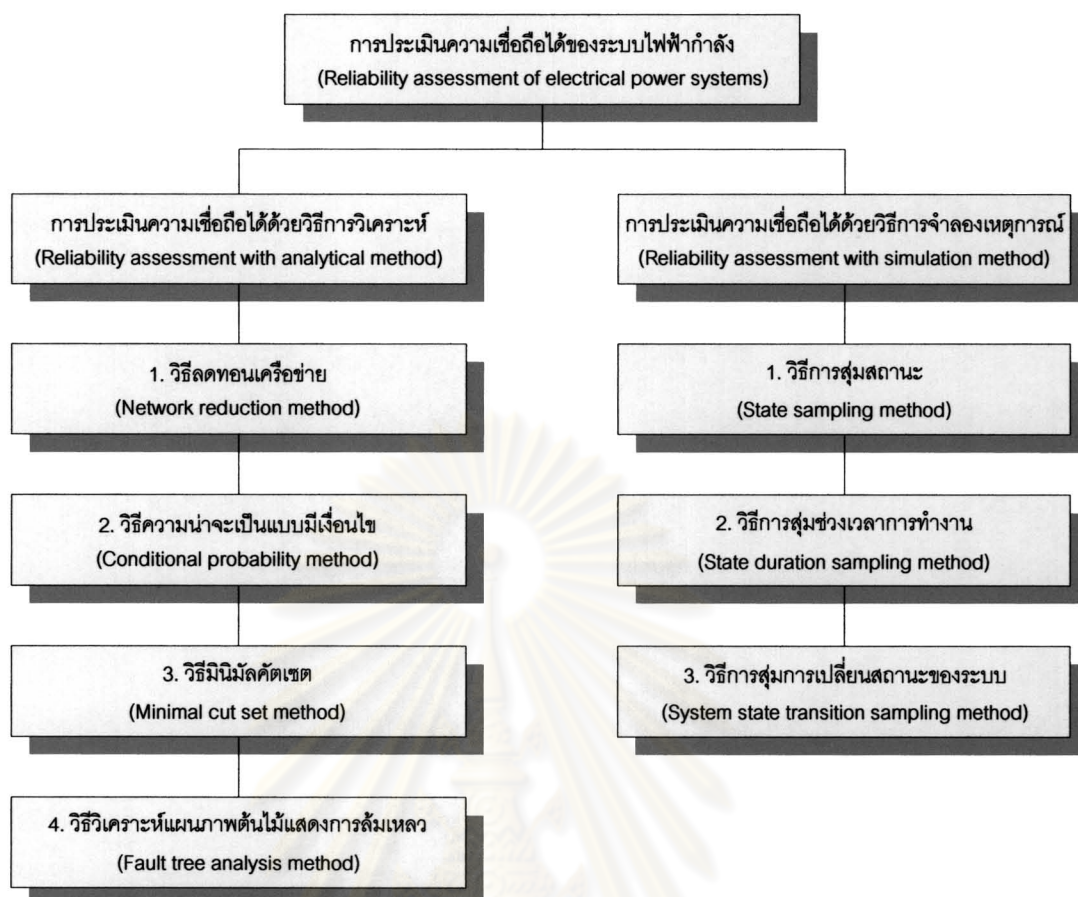 การประเมินความเชื่อถือได้ของระบบไฟฟ้ากำลัง
(Reliability assessment of electrical power systems)
การประเมินความเชื่อถือได้ด้วยวิธีการวิเคราะห์
(Reliability assessment with analytical method)
1. วิธีลดทอนเครือข่าย
(Network reduction method)
2. วิธีความน่าจะเป็นแบบมีเงื่อนไข
(Conditional probability method)
3. วิธีมินิมัลคัตเซต
(Minimal cut set method)
4. วิธีวิเคราะห์แผนภาพต้นไม้แสดงการล้มเหลว
(Fault tree analysis method)
การประเมินความเชื่อถือได้ด้วยวิธีการจำลองเหตุการณ์
(Reliability assessment with simulation method)
1. วิธีการสุ่มสถานะ
(State sampling method)
2. วิธีการสุ่มช่วงเวลาการทำงาน
(State duration sampling method)
3. วิธีการสุ่มการเปลี่ยนสถานะของระบบ
(System state transition sampling method)